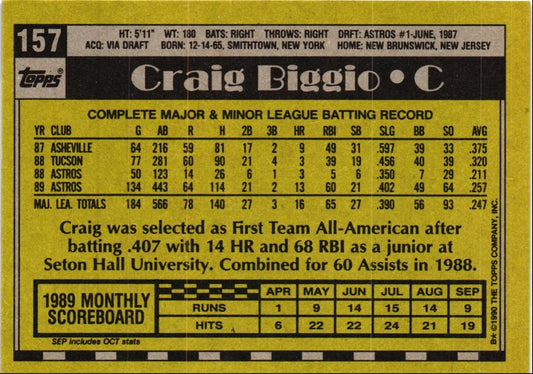 157
HT: 5'11" WT: 180 BATS: RIGHT THROWS: RIGHT DRFT: ASTROS #1-JUNE, 1987
ACQ: VIA DRAFT BORN: 12-14-65, SMITHTOWN, NEW YORK HOME: NEW BRUNSWICK, NEW JERSEY
Topps®
Craig Biggio • C
COMPLETE MAJOR & MINOR LEAGUE BATTING RECORD
YR CLUB G AB R H 2B 3B HR RBI SB SLG BB SO AVG
87 ASHEVILLE 64 216 59 81 17 2 9 49 31 .597 39 33 .375
88 TUCSON 77 281 60 90 21 4 3 39 19 .456 40 39 .320
88 ASTROS 50 123 14 26 6 1 3 5 6 .350 7 29 .211
89 ASTROS 134 443 64 114 21 2 13 60 21 .402 49 64 .257
MAJ. LEA. TOTALS 184 566 78 140 27 3 16 65 27 .390 56 93 .247
Craig was selected as First Team All-American after
batting .407 with 14 HR and 68 RBI as a junior at
Seton Hall University. Combined for 60 Assists in 1988.
1989 MONTHLY
SCOREBOARD
APR MAY JUN JUL AUG SEP
RUNS 1 9 14 15 14 9
HITS 6 22 22 24 21 19
SEP includes OCT stats
B★ ©1990 THE TOPPS COMPANY, INC.